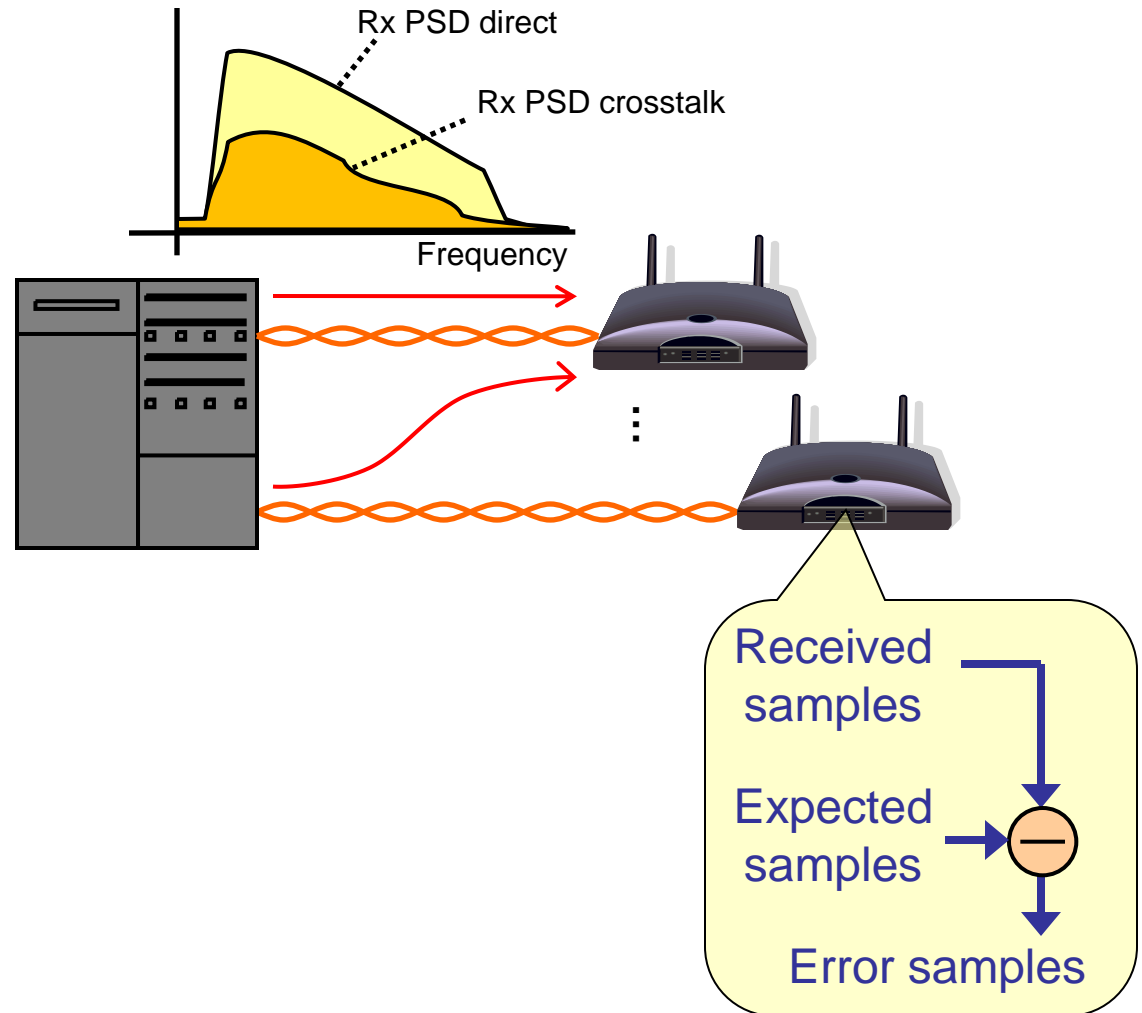 Rx PSD direct
Rx PSD crosstalk
Frequency
Received
samples
Expected
samples
Error samples